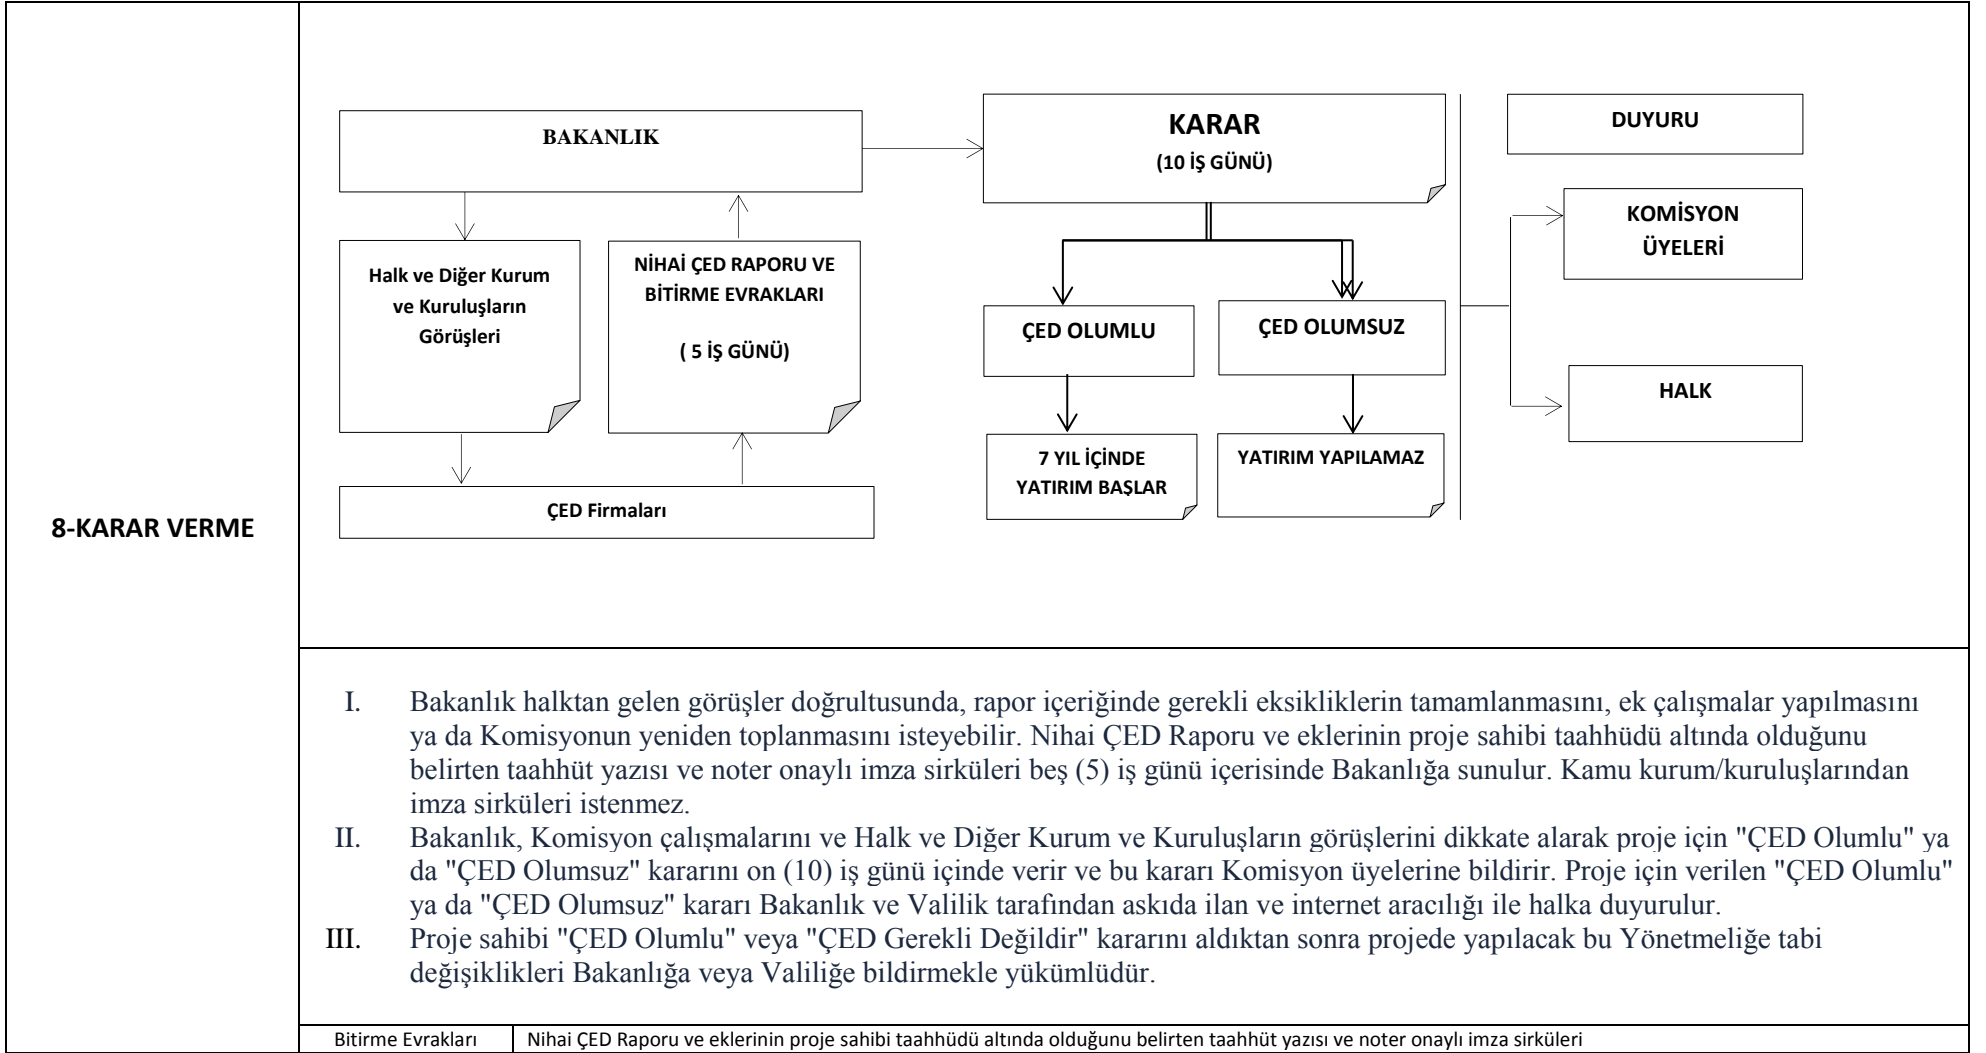 8-KARAR VERME
BAKANLIK
Halk ve Diğer Kurum
ve Kuruluşların
Görüşleri
NİHAİ ÇED RAPORU VE
BİTİRME EVRAKLARI
( 5 İŞ GÜNÜ)
ÇED Firmaları
KARAR
(10 İŞ GÜNÜ)
ÇED OLUMLU
ÇED OLUMSUZ
7 YIL İÇİNDE
YATIRIM BAŞLAR
YATIRIM YAPILAMAZ
DUYURU
KOMİSYON
ÜYELERİ
HALK
I. Bakanlık halktan gelen görüşler doğrultusunda, rapor içeriğinde gerekli eksikliklerin tamamlanmasını, ek çalışmalar yapılmasını
ya da Komisyonun yeniden toplanmasını isteyebilir. Nihai ÇED Raporu ve eklerinin proje sahibi taahhüdü altında olduğunu
belirten taahhüt yazısı ve noter onaylı imza sirküleri beş (5) iş günü içerisinde Bakanlığa sunulur. Kamu kurum/kuruluşlarından
imza sirküleri istenmez.
II. Bakanlık, Komisyon çalışmalarını ve Halk ve Diğer Kurum ve Kuruluşların görüşlerini dikkate alarak proje için "ÇED Olumlu" ya
da "ÇED Olumsuz" kararını on (10) iş günü içinde verir ve bu kararı Komisyon üyelerine bildirir. Proje için verilen "ÇED Olumlu"
ya da "ÇED Olumsuz" kararı Bakanlık ve Valilik tarafından askıda ilan ve internet aracılığı ile halka duyurulur.
III. Proje sahibi "ÇED Olumlu" veya "ÇED Gerekli Değildir" kararını aldıktan sonra projede yapılacak bu Yönetmeliğe tabi
değişiklikleri Bakanlığa veya Valiliğe bildirmekle yükümlüdür.
Bitirme Evrakları Nihai ÇED Raporu ve eklerinin proje sahibi taahhüdü altında olduğunu belirten taahhüt yazısı ve noter onaylı imza sirküleri